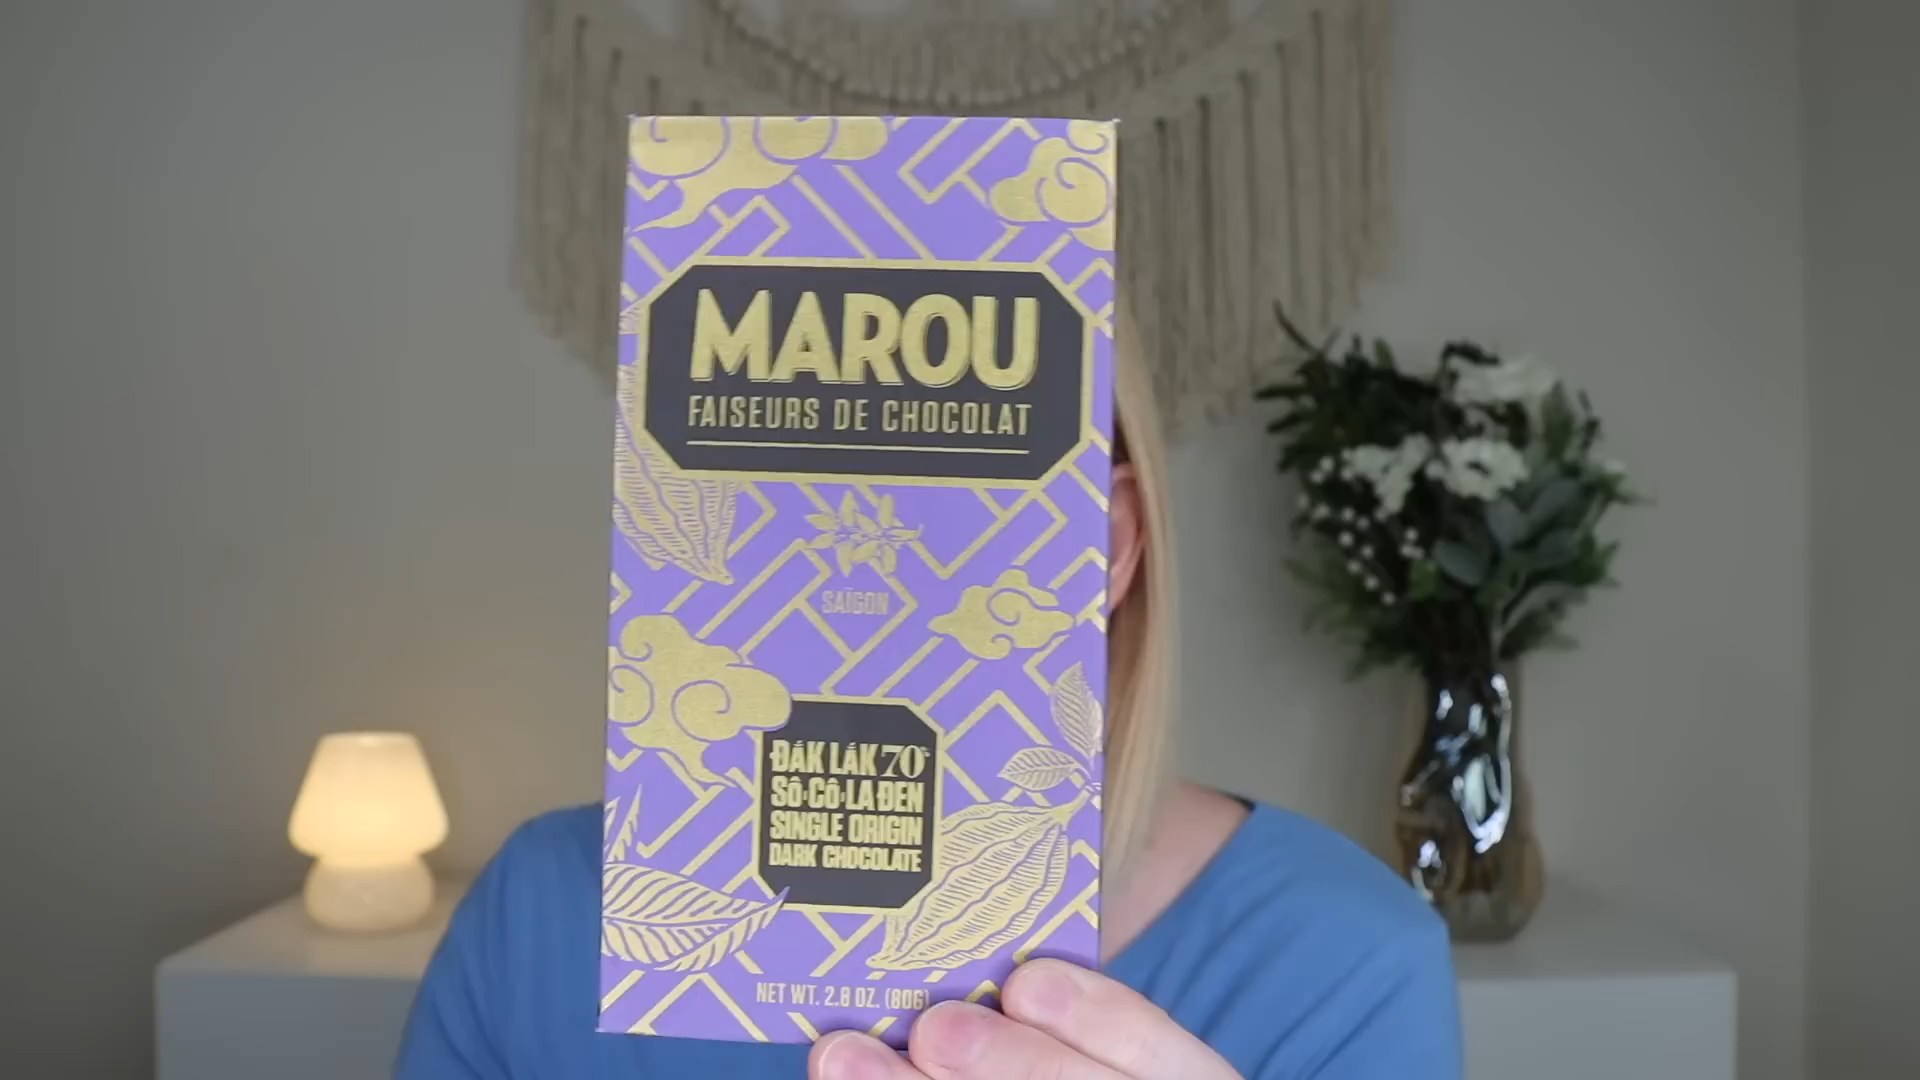 MAROU
FAISEURS DE CHOCOLAT
SAIGON
ĐẮK LẮK 70%
SÔ-CÔ-LA ĐEN
SINGLE ORIGIN
DARK CHOCOLATE
NET WT. 2.8 OZ. (80G)